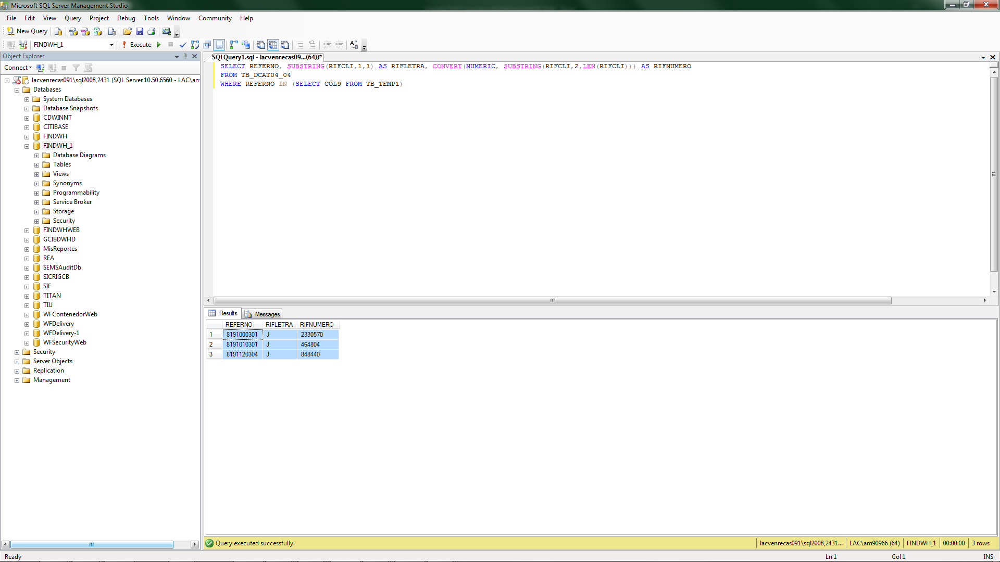 Microsoft SQL Server Management Studio
File Edit View Query Project Debug Tools Window Community Help
New Query
FINDWH_1 Execute
Object Explorer
Connect
lacvenrecas091\sql2008,2431 (SQL Server 10.50.6560 - LAC\am
Databases
System Databases
Database Snapshots
CDWINNT
CITIBASE
FINDWH
FINDWH_1
Database Diagrams
Tables
Views
Synonyms
Programmability
Service Broker
Storage
Security
FINDWHWEB
GCIBDWHD
MisReportes
REA
SEMSAuditDb
SICRIGCB
SIF
TITAN
TIU
WFContenedorWeb
WFDelivery
WFDelivery-1
WFSecurityWeb
Security
Server Objects
Replication
Management
SQLQuery1.sql - lacvenrecas09...(64))*
SELECT REFERNO, SUBSTRING(RIFCLI,1,1) AS RIFLETRA, CONVERT(NUMERIC, SUBSTRING(RIFCLI,2,LEN(RIFCLI))) AS RIFNUMERO
FROM TB_DCAT04_04
WHERE REFERNO IN (SELECT COL9 FROM TB_TEMP1)
Results Messages
REFERNO RIFLETRA RIFNUMERO
1 8191000301 J 2330570
2 8191010301 J 464804
3 8191120304 J 848440
Query executed successfully.
lacvenrecas091\sql2008,2431... LAC\am90966 (64) FINDWH_1 00:00:00 3 rows
Ready Ln 1 Col 1 INS